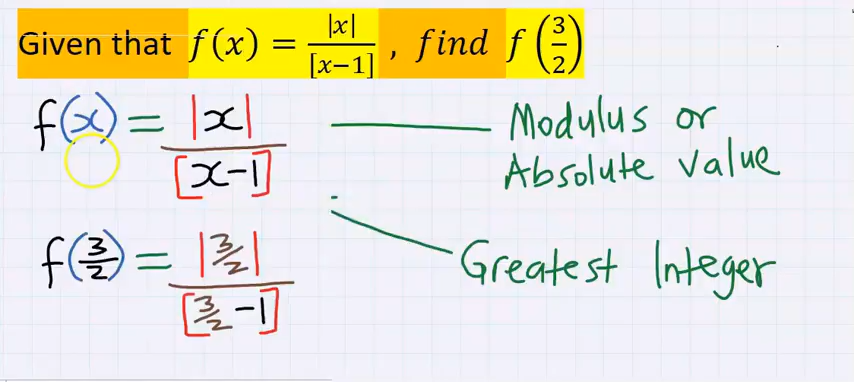 Given that f(x) = |x| / [x−1] , find f(3/2)
f(x) = |x| / [x−1]
Modulus or
Absolute Value
f(3/2) = |3/2| / [3/2 −1]
Greatest Integer